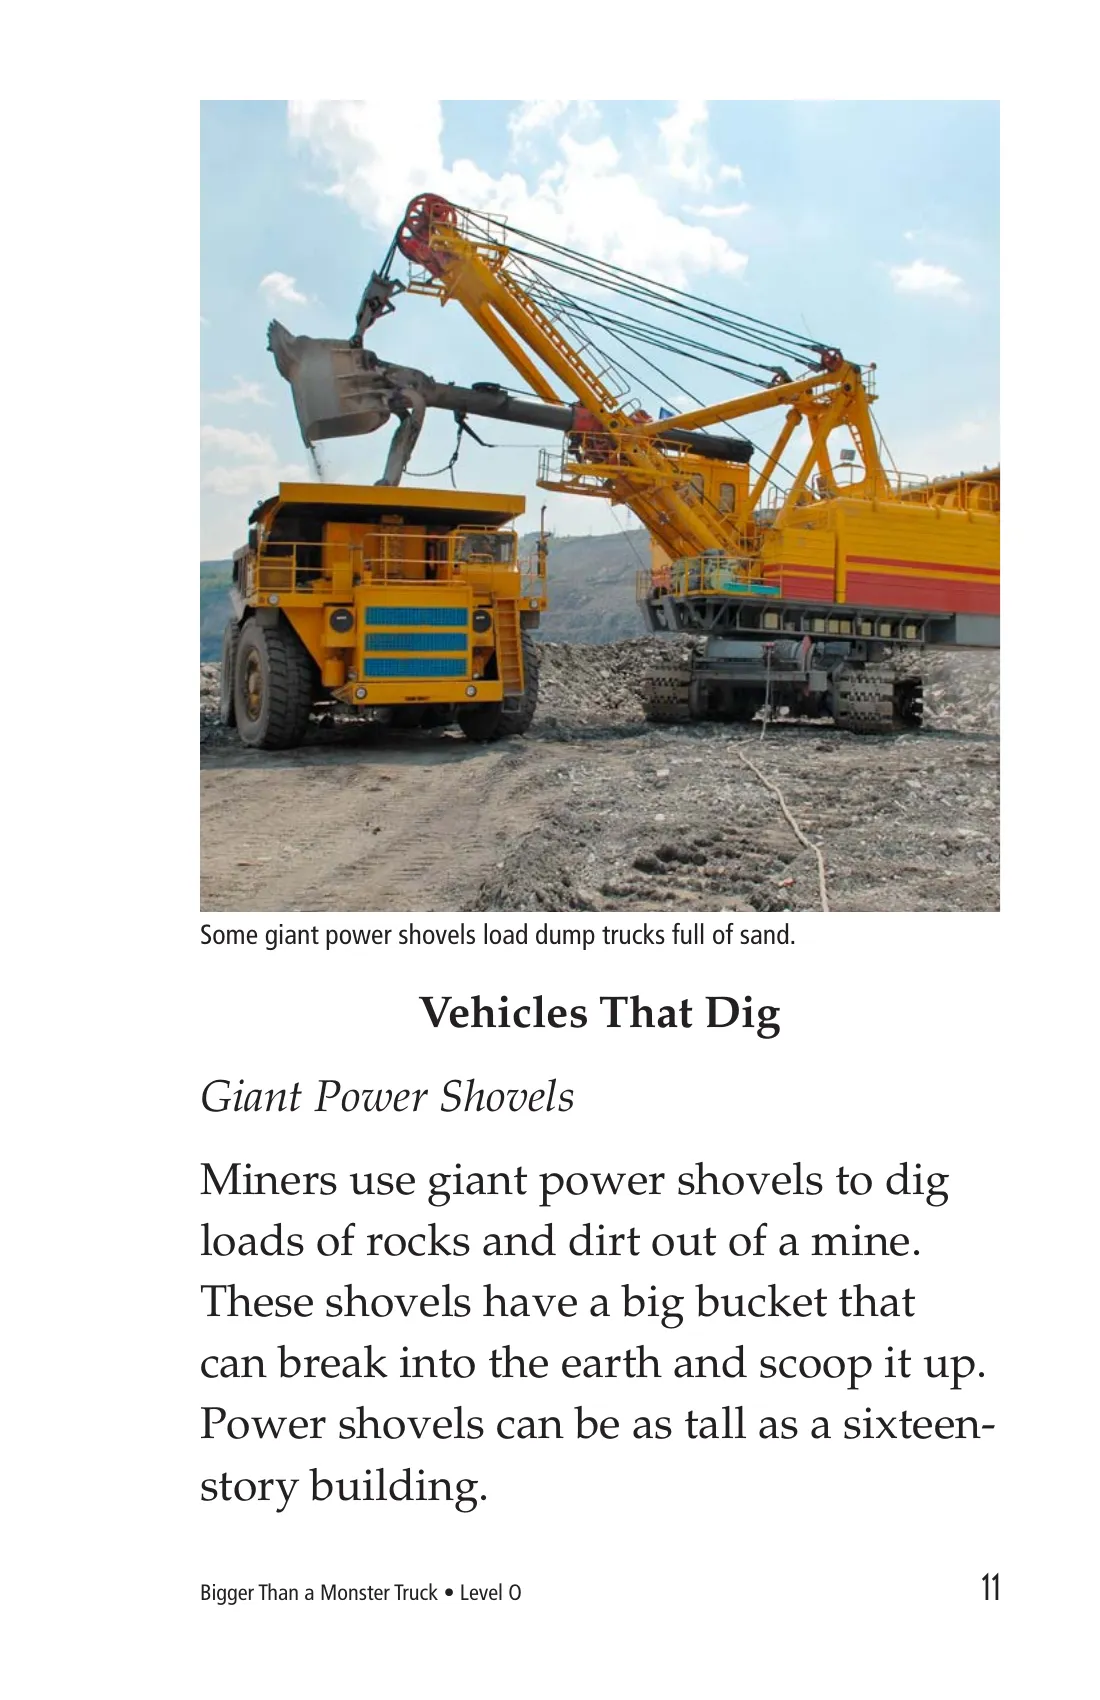 Some giant power shovels load dump trucks full of sand.
Vehicles That Dig
Giant Power Shovels
Miners use giant power shovels to dig
loads of rocks and dirt out of a mine.
These shovels have a big bucket that
can break into the earth and scoop it up.
Power shovels can be as tall as a sixteen-
story building.
Bigger Than a Monster Truck • Level O
11